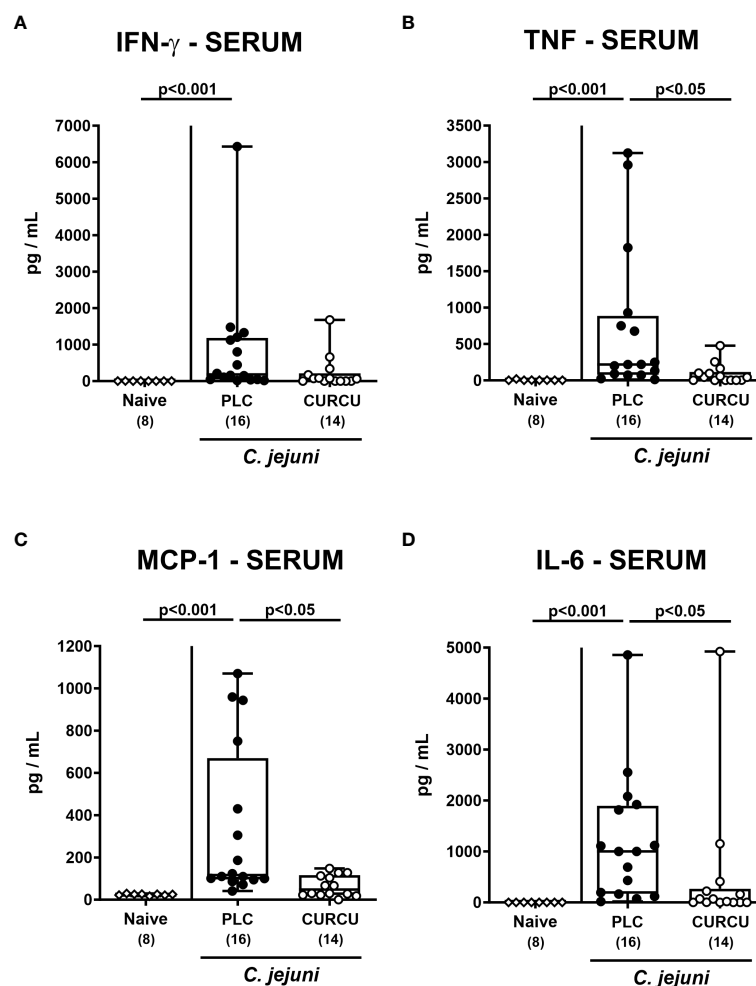 A
IFN-γ - SERUM
p<0.001
7000
6000
5000
4000
3000
2000
1000
0
pg / mL
Naive PLC CURCU
(8) (16) (14)
C. jejuni
B
TNF - SERUM
p<0.001 p<0.05
3500
3000
2500
2000
1500
1000
500
0
pg / mL
Naive PLC CURCU
(8) (16) (14)
C. jejuni
C
MCP-1 - SERUM
p<0.001 p<0.05
1200
1000
800
600
400
200
0
pg / mL
Naive PLC CURCU
(8) (16) (14)
C. jejuni
D
IL-6 - SERUM
p<0.001 p<0.05
5000
4000
3000
2000
1000
0
pg / mL
Naive PLC CURCU
(8) (16) (14)
C. jejuni